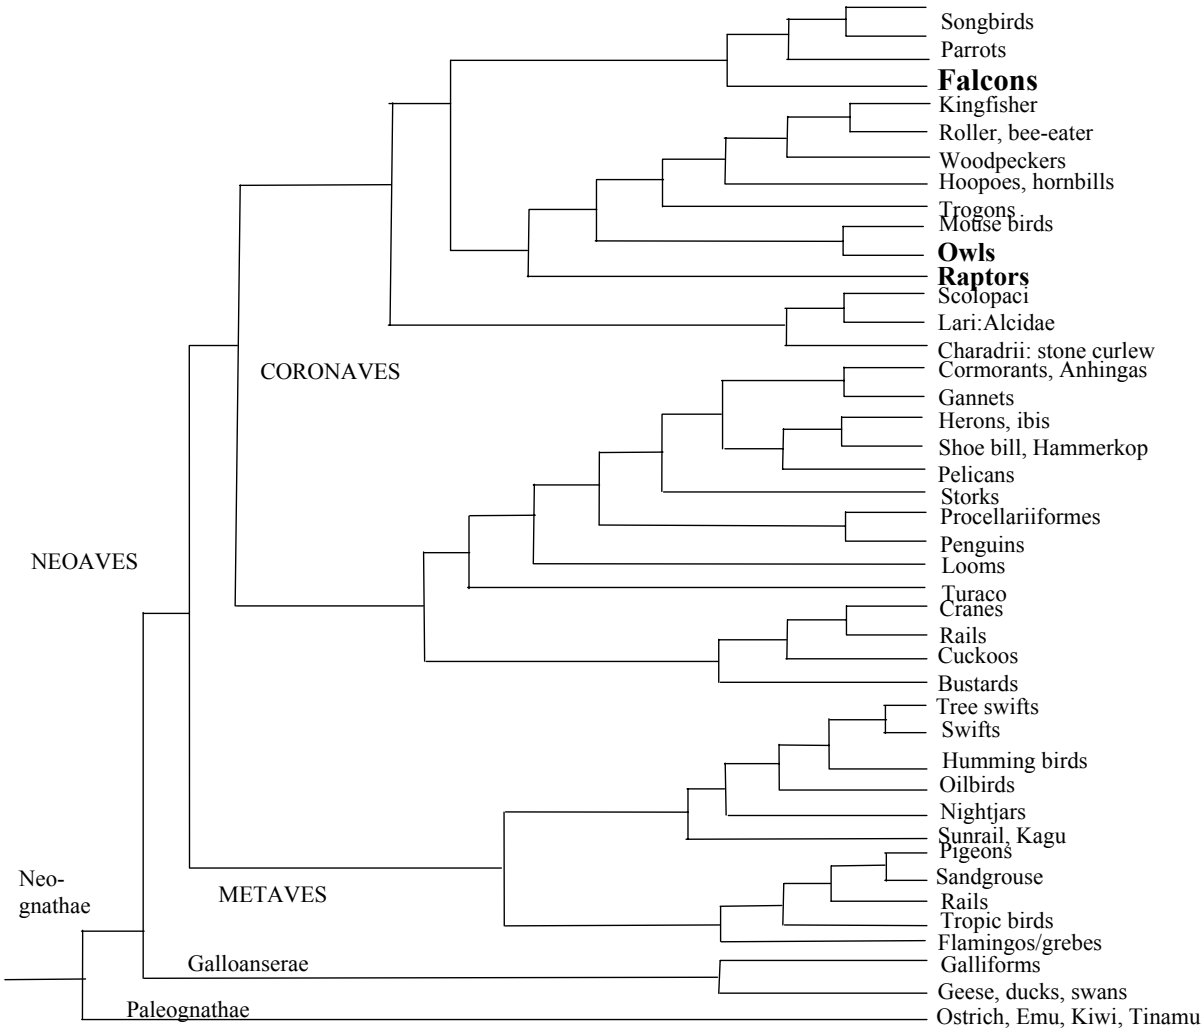 Songbirds
Parrots
Falcons
Kingfisher
Roller, bee-eater
Woodpeckers
Hoopoes, hornbills
Trogons
Mouse birds
Owls
Raptors
Scolopaci
Lari:Alcidae
Charadrii: stone curlew
CORONAVES
Cormorants, Anhingas
Gannets
Herons, ibis
Shoe bill, Hammerkop
Pelicans
Storks
Procellariiformes
Penguins
NEOAVES
Looms
Turaco
Cranes
Rails
Cuckoos
Bustards
Tree swifts
Swifts
Humming birds
Oilbirds
Nightjars
Sunrail, Kagu
Pigeons
Neo-
gnathae
Sandgrouse
METAVES
Rails
Tropic birds
Flamingos/grebes
Galloanserae
Galliforms
Geese, ducks, swans
Paleognathae
Ostrich, Emu, Kiwi, Tinamu